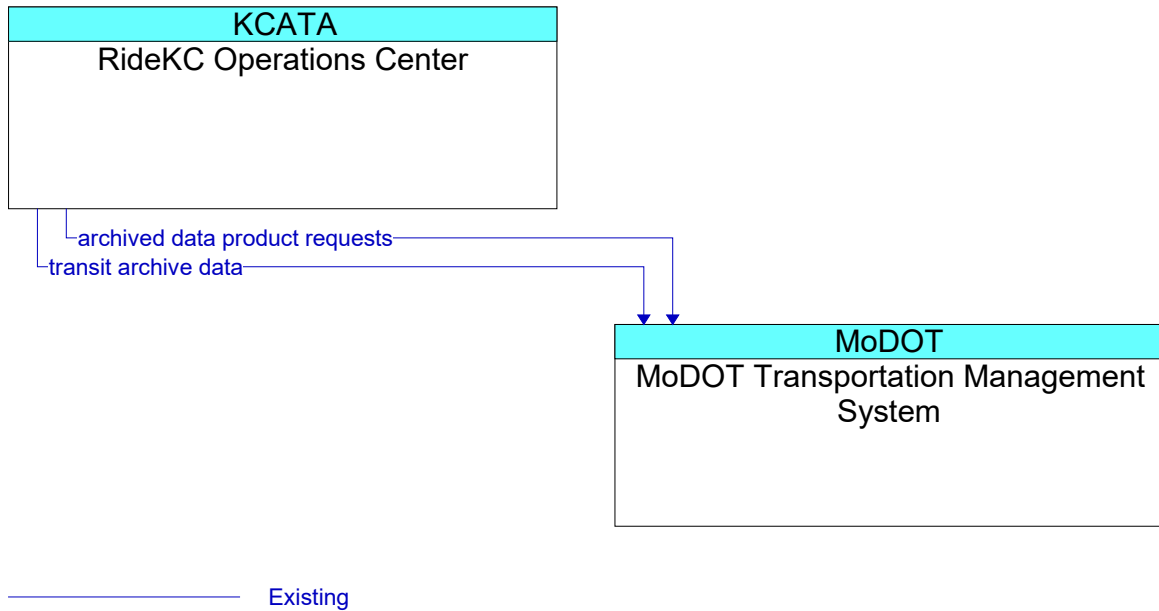 KCATA
RideKC Operations Center
archived data product requests
transit archive data
MoDOT
MoDOT Transportation Management
System
Existing